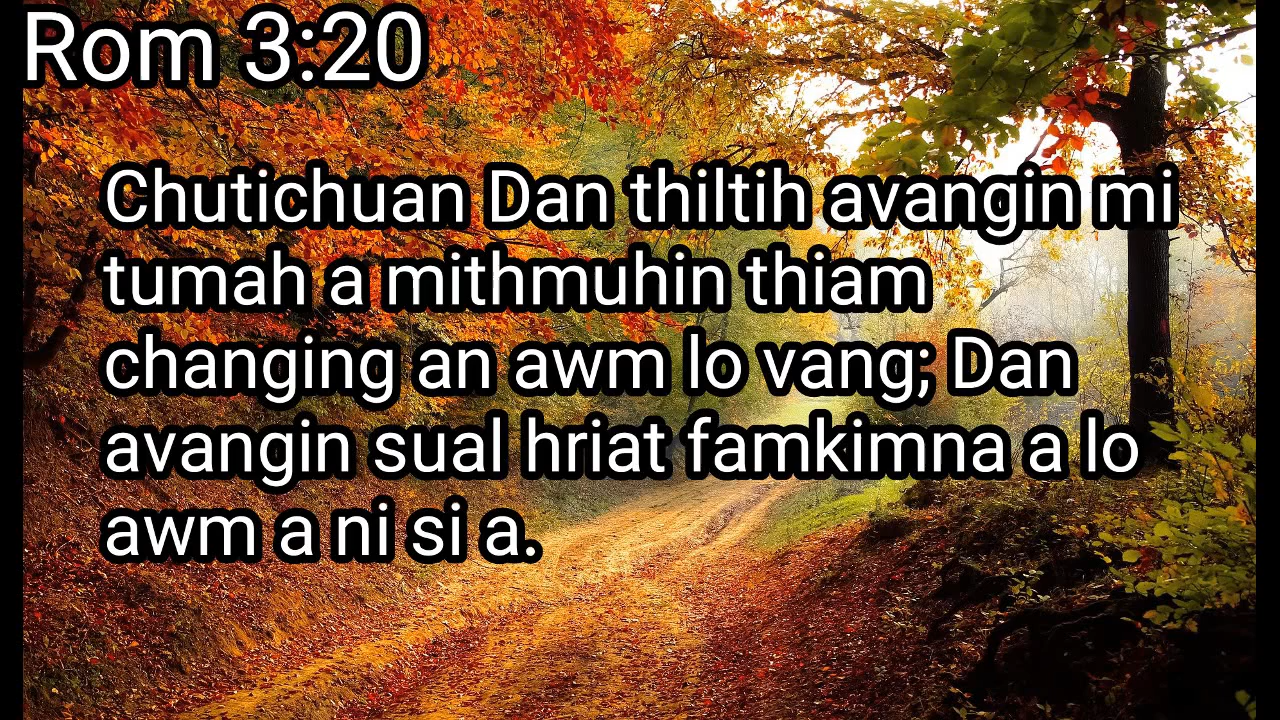 Rom 3:20
Chutichuan Dan thiltih avangin mi
tumah a mithmuhin thiam
changing an awm lo vang; Dan
avangin sual hriat famkimna a lo
awm a ni si a.